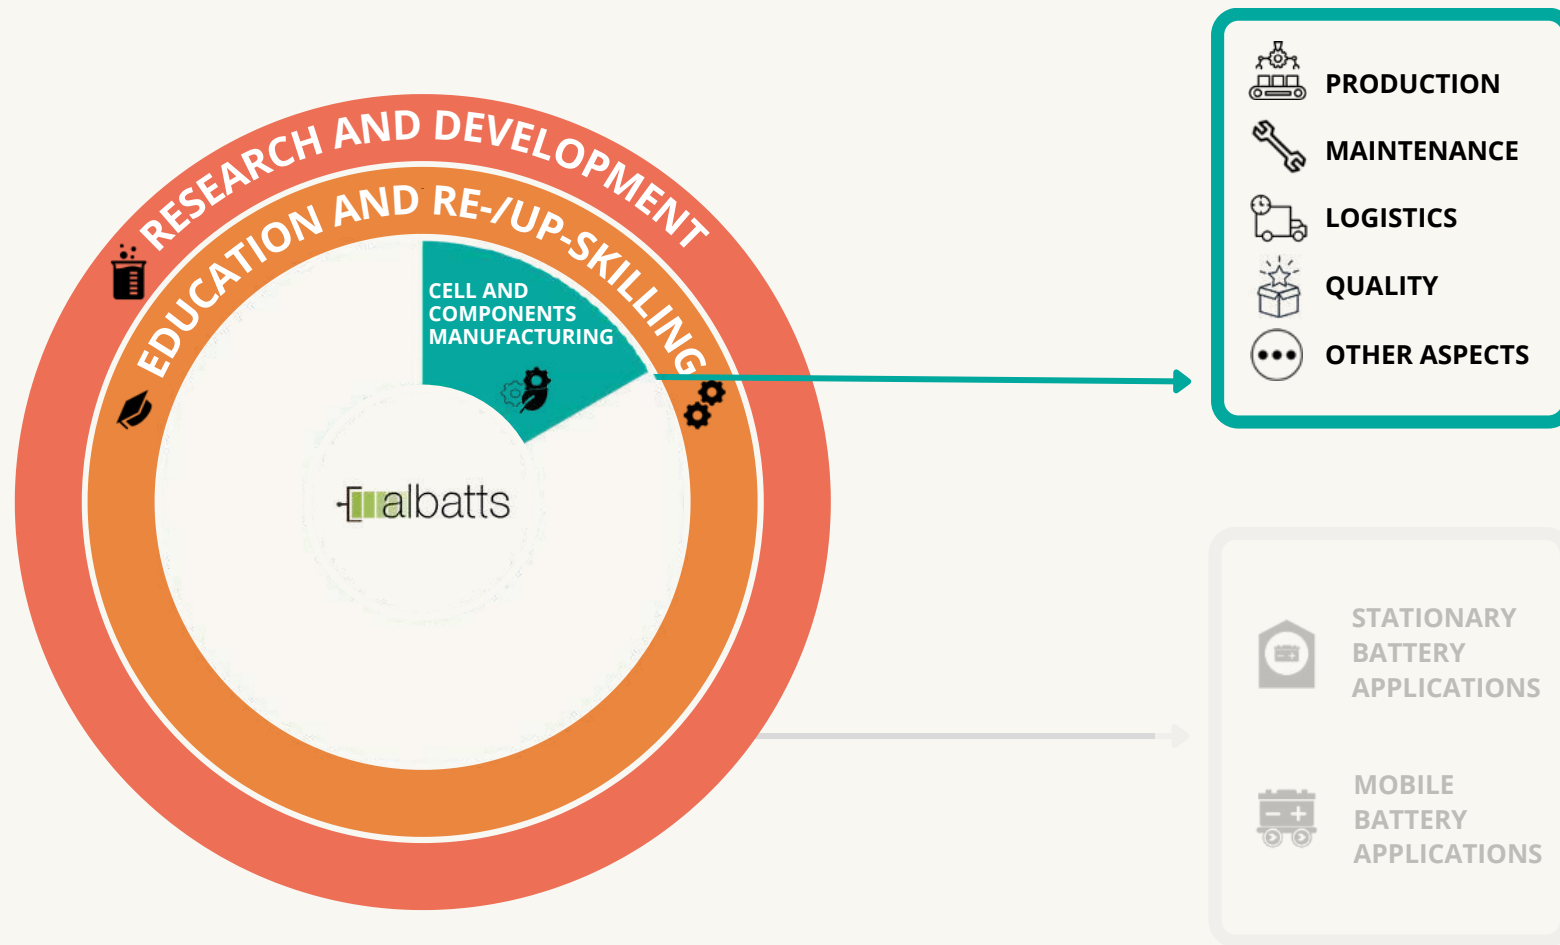 RESEARCH AND DEVELOPMENT
EDUCATION AND RE-/UP-SKILLING
CELL AND
COMPONENTS
MANUFACTURING
albatts
PRODUCTION
MAINTENANCE
LOGISTICS
QUALITY
OTHER ASPECTS
STATIONARY
BATTERY
APPLICATIONS
MOBILE
BATTERY
APPLICATIONS